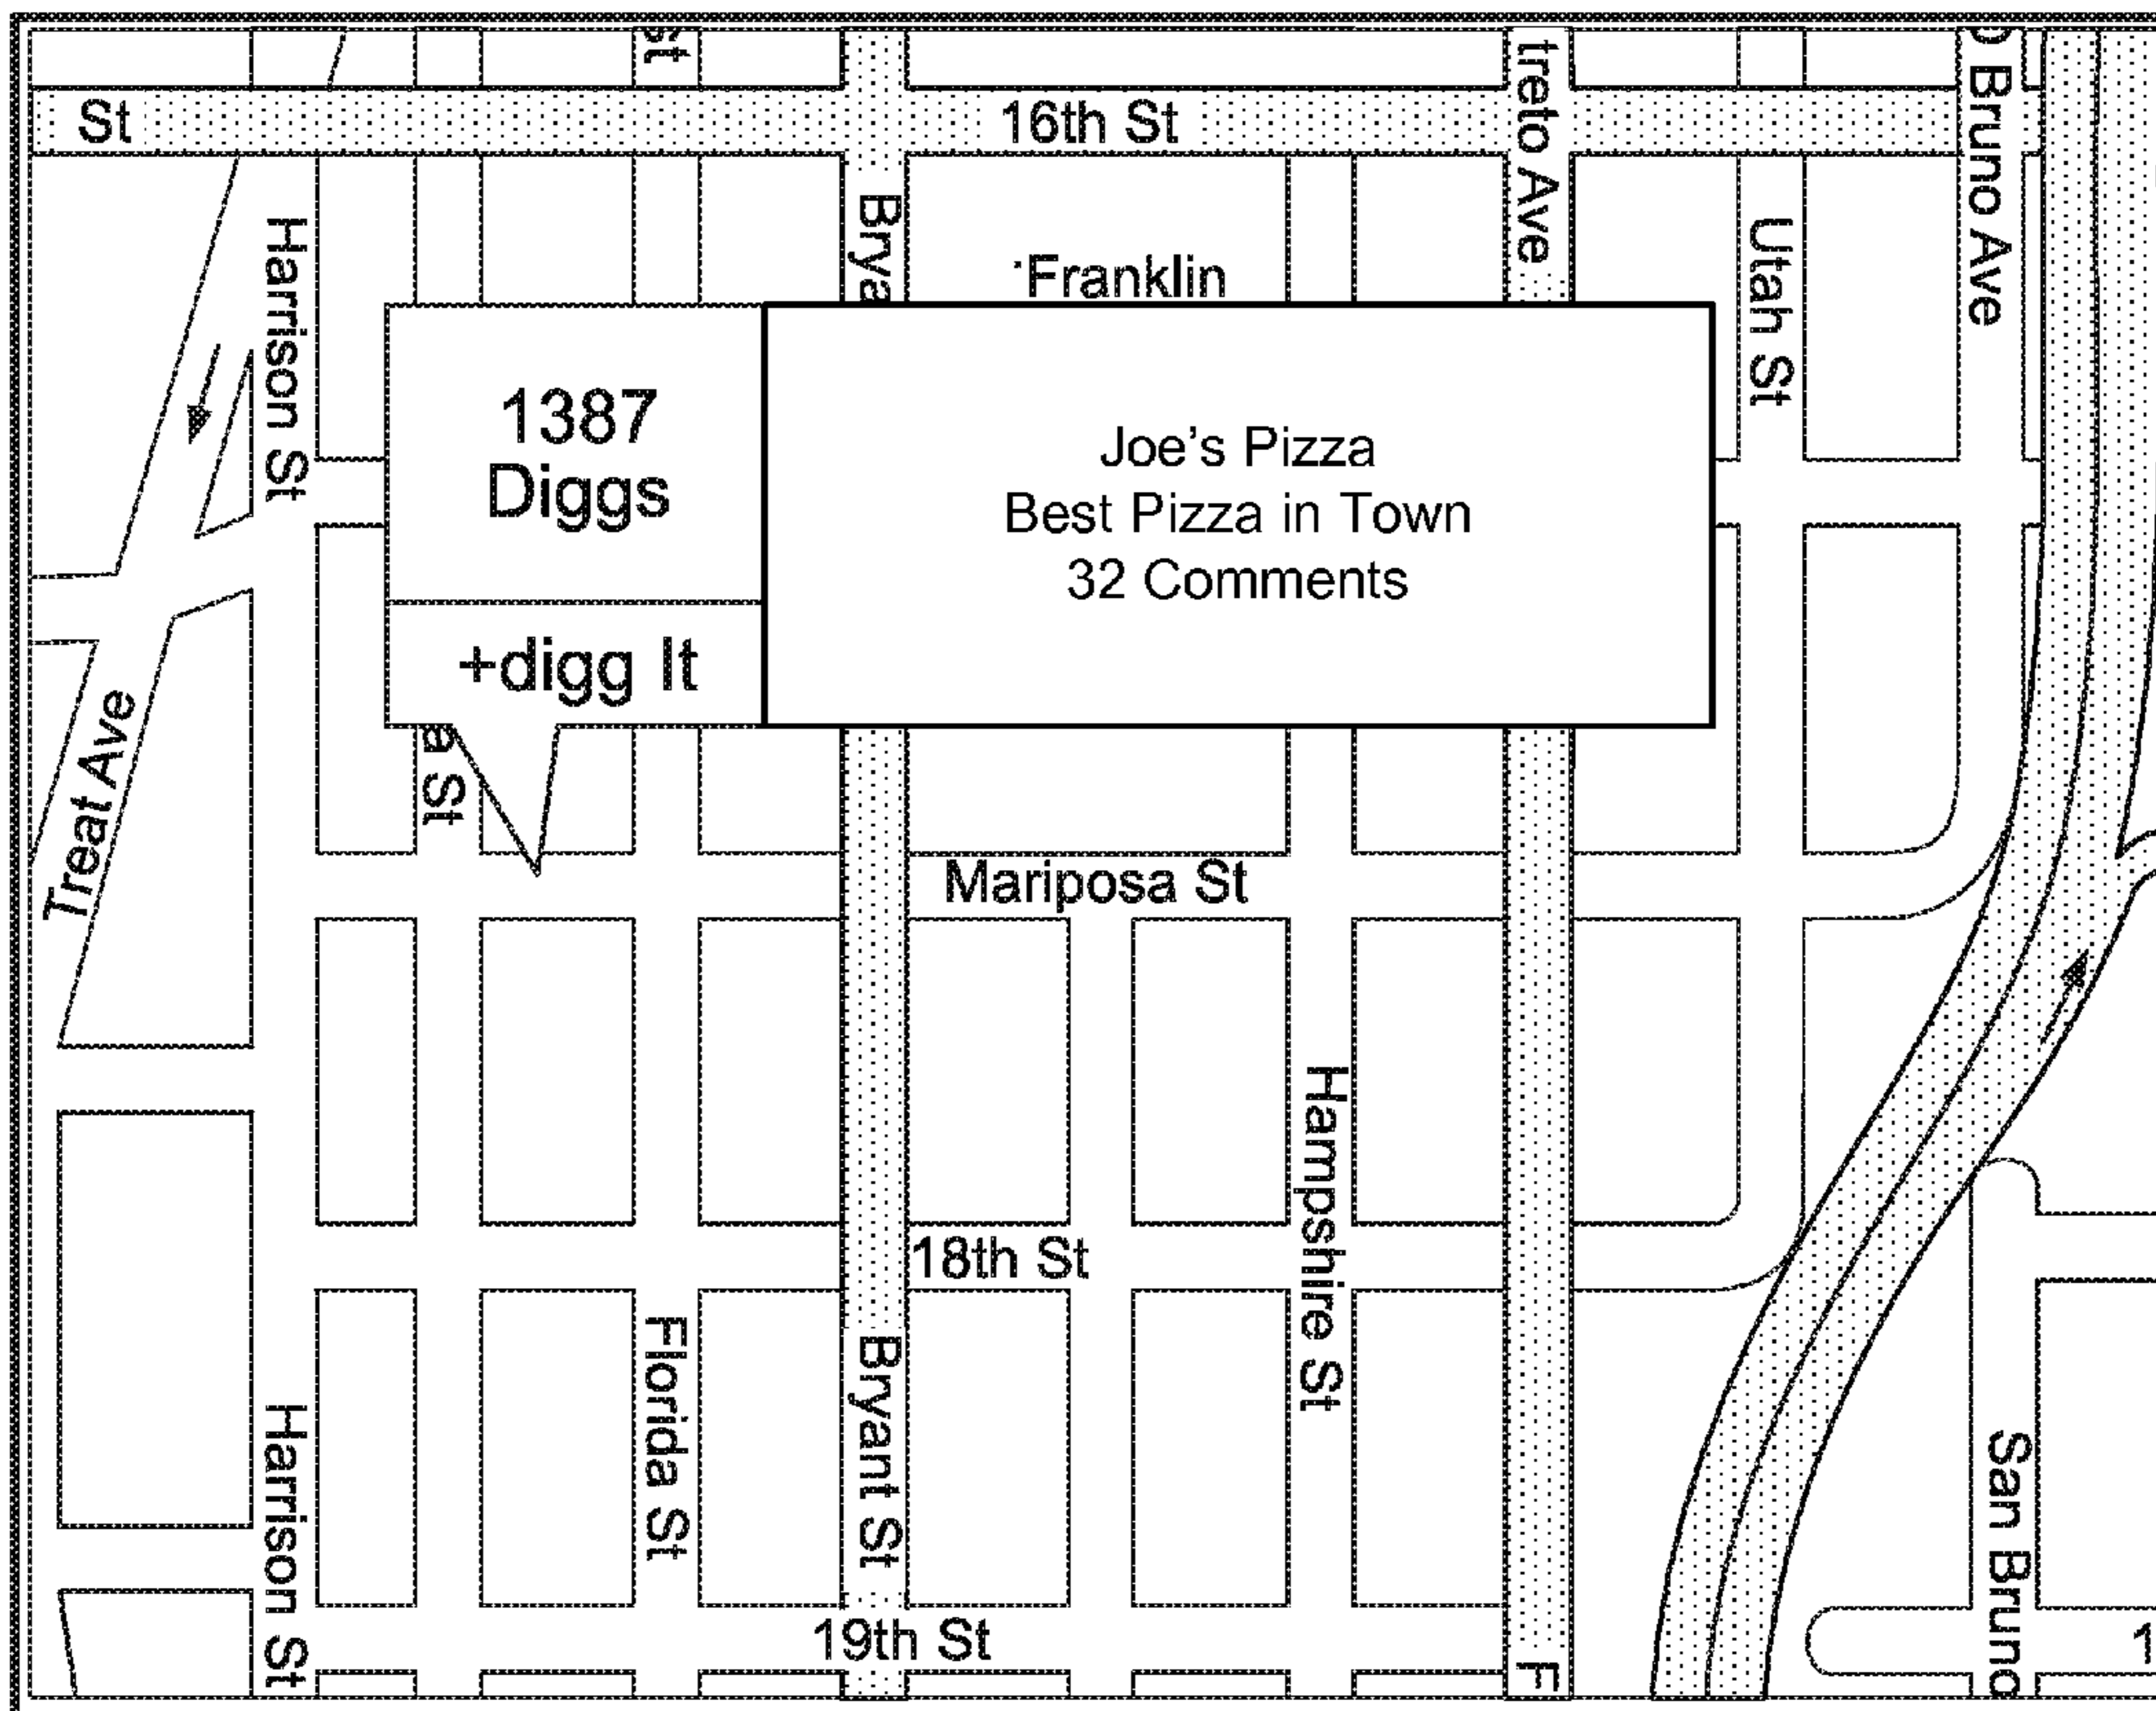 St
St
16th St
treto Ave
Bruno Ave
Harrison St
Brya
Franklin
Utah St
1387
Diggs
Joe's Pizza
Best Pizza in Town
32 Comments
+digg It
Treat Ave
a St
Mariposa St
Hampshire St
18th St
Florida St
Bryant St
Harrison St
San Bruno
19th St
F
1